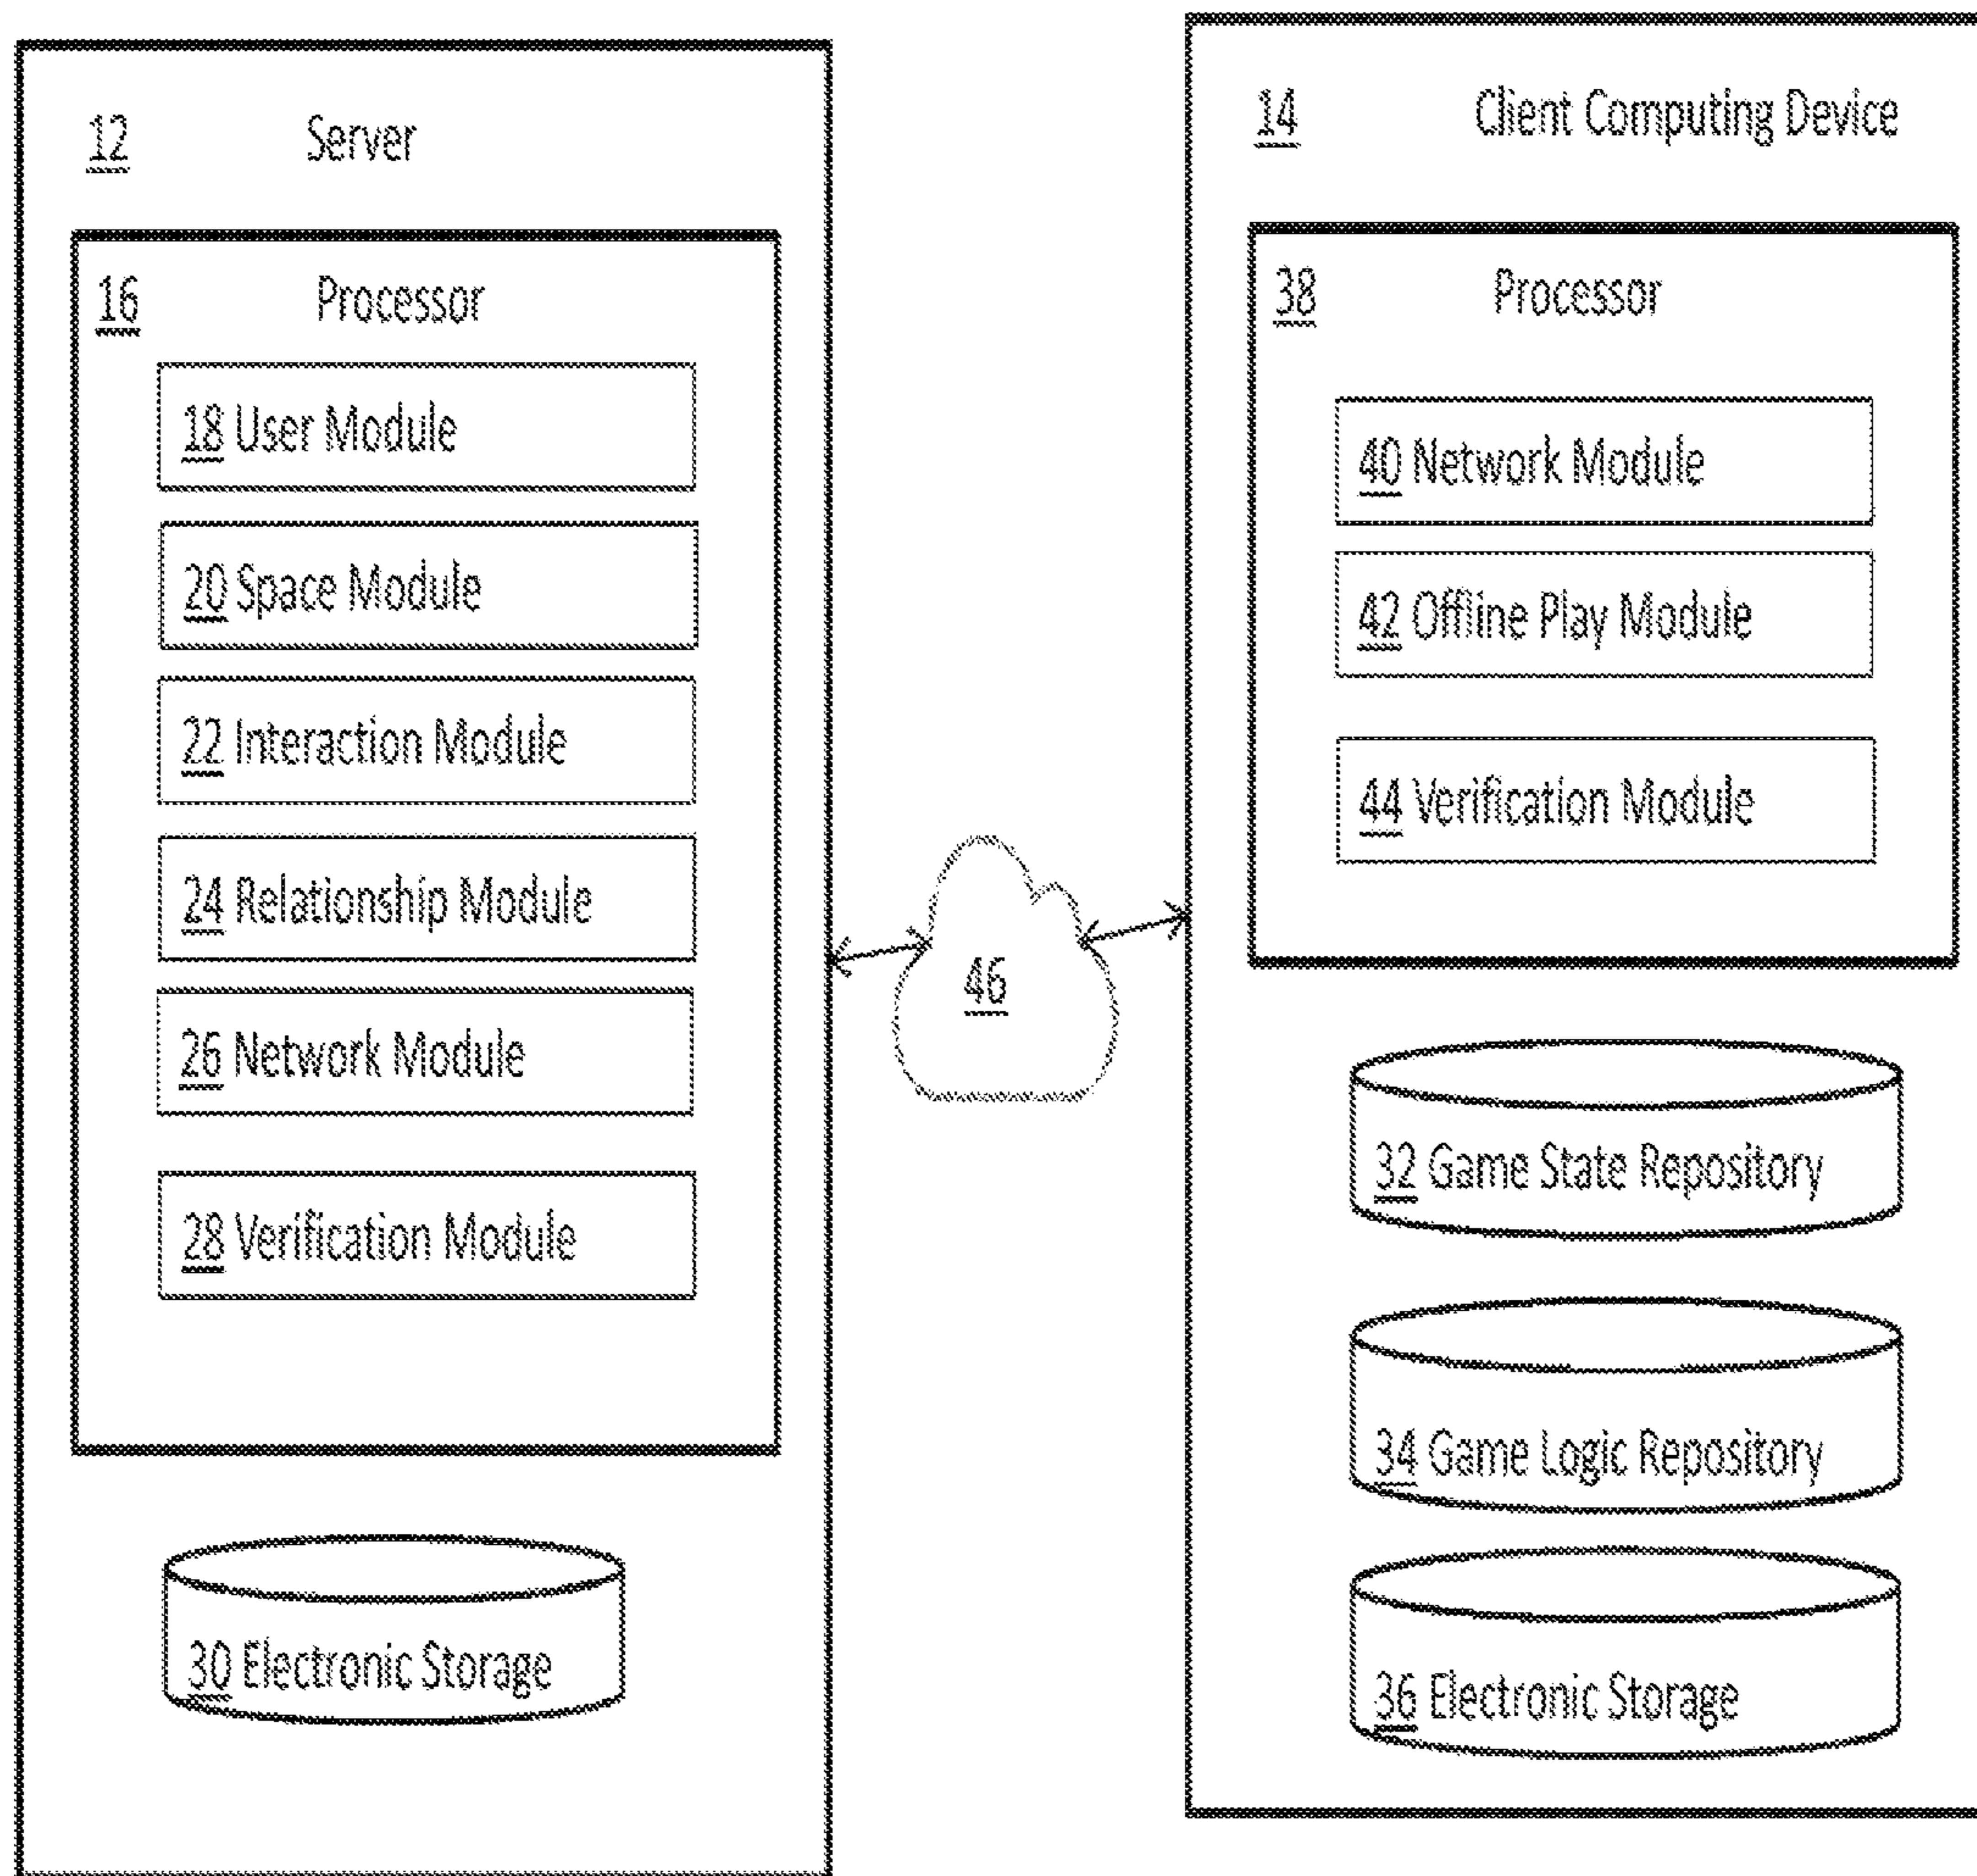 12 Server
16 Processor
18 User Module
20 Space Module
22 Interaction Module
24 Relationship Module
26 Network Module
28 Verification Module
30 Electronic Storage
46
14 Client Computing Device
38 Processor
40 Network Module
42 Offline Play Module
44 Verification Module
32 Game State Repository
34 Game Logic Repository
36 Electronic Storage